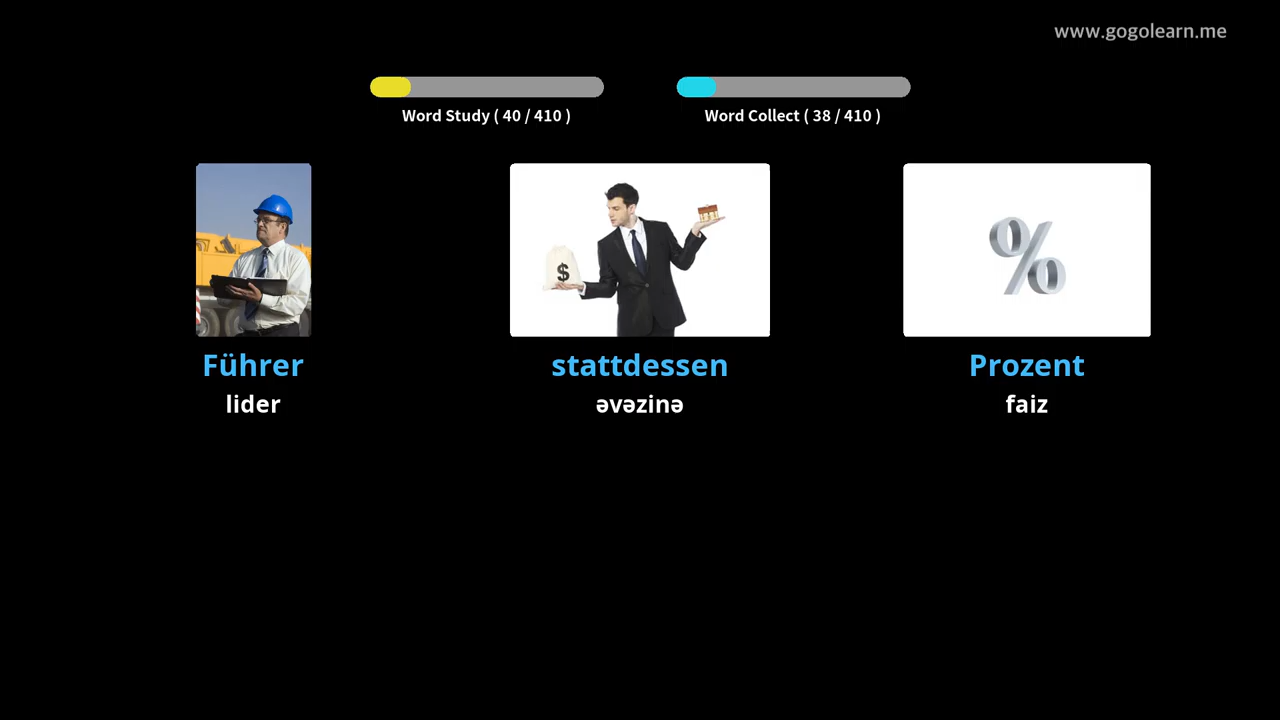 www.gogolearn.me
Word Study ( 40 / 410 )
Word Collect ( 38 / 410 )
$
%
Führer
stattdessen
Prozent
lider
əvəzinə
faiz